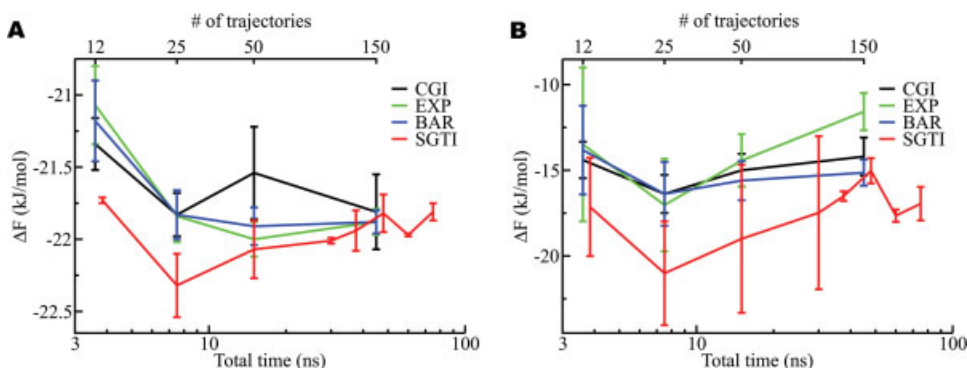 A
# of trajectories
12 25 50 150
-21
-21.5
-22
-22.5
ΔF (kJ/mol)
CGI
EXP
BAR
SGTI
3 10 100
Total time (ns)
B
# of trajectories
12 25 50 150
-10
-15
-20
ΔF (kJ/mol)
CGI
EXP
BAR
SGTI
3 10 100
Total time (ns)